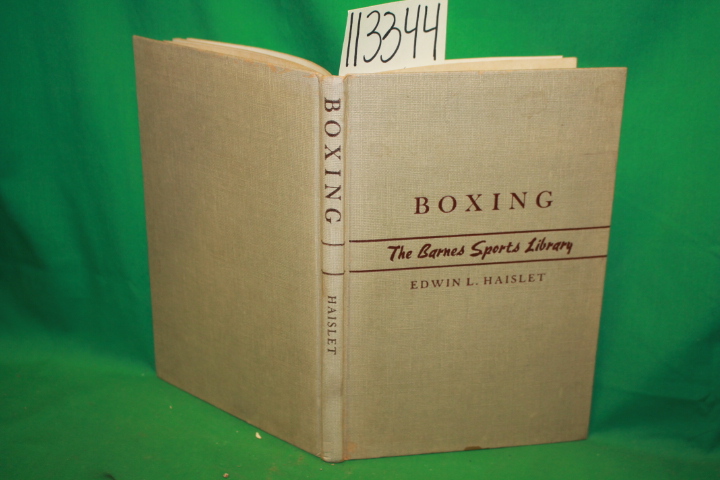 113344
BOXING
HAISLET
BOXING
The Barnes Sports Library
EDWIN L. HAISLET